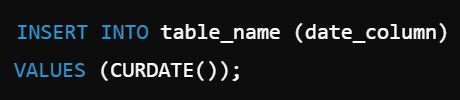 INSERT INTO table_name (date_column)
VALUES (CURDATE());